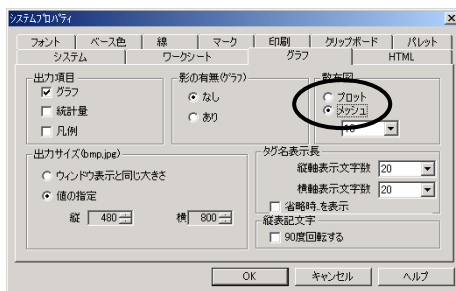 システムプロパティ
フォント ベース色 線 マーク 印刷 クリップボード パレット
システム ワークシート グラフ HTML
出力項目
グラフ
統計量
凡例
影の有無(グラフ)
なし
あり
散布図
プロット
メッシュ
出力サイズ(bmp,jpg)
ウィンドウ表示と同じ大きさ
値の指定
縦 480 横 800
タグ名表示長
縦軸表示文字数 20
横軸表示文字数 20
省略時..を表示
縦表記文字
90度回転する
OK キャンセル ヘルプ